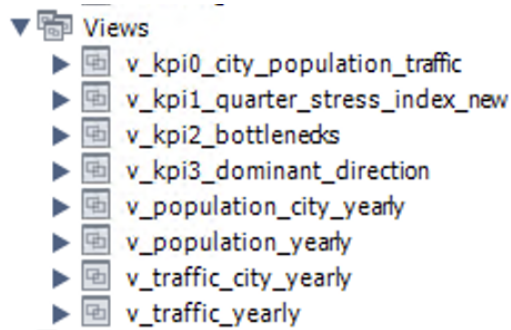 Views
v_kpi0_city_population_traffic
v_kpi1_quarter_stress_index_new
v_kpi2_bottlenecks
v_kpi3_dominant_direction
v_population_city_yearly
v_population_yearly
v_traffic_city_yearly
v_traffic_yearly